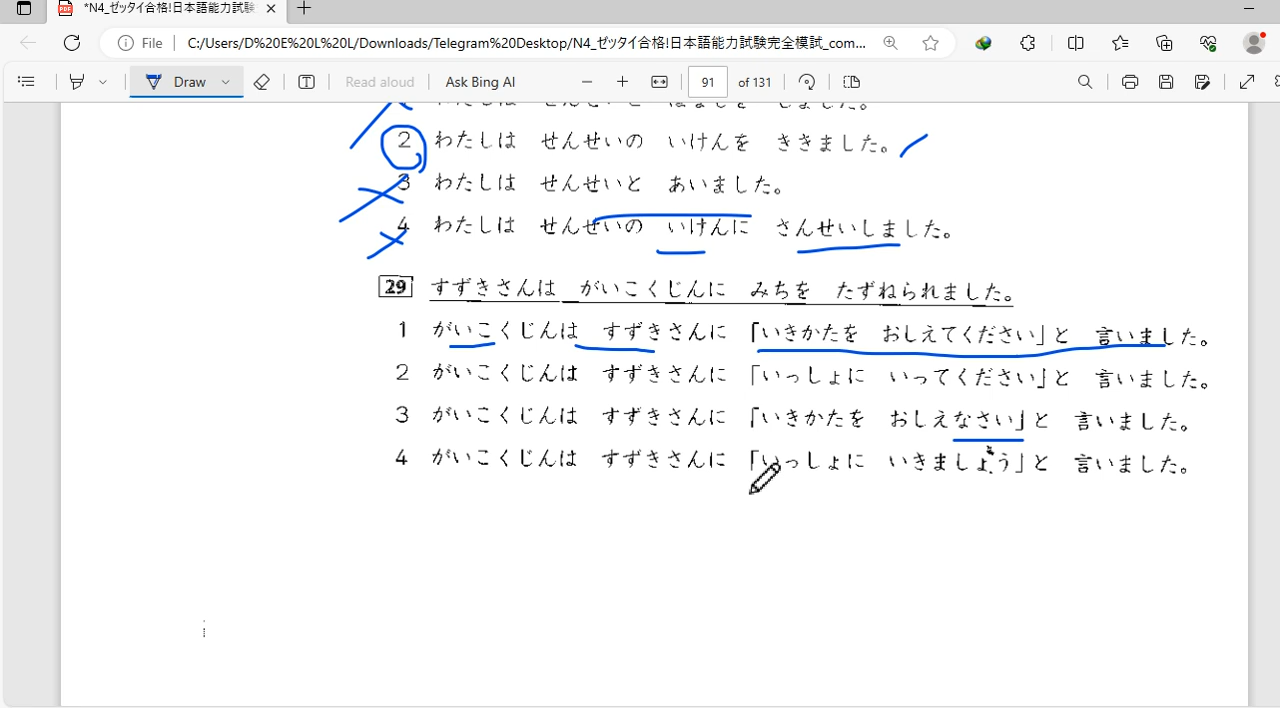 *N4_ゼッタイ合格!日本語能力試験
File C:/Users/D%20E%20L%20L/Downloads/Telegram%20Desktop/N4_ゼッタイ合格!日本語能力試験完全模試_com...
Draw Read aloud Ask Bing AI 91 of 131
2 わたしは せんせいの いけんを ききました。
3 わたしは せんせいと あいました。
4 わたしは せんせいの いけんに さんせいしました。
29 すずきさんは がいこくじんに みちを たずねられました。
1 がいこくじんは すずきさんに 「いきかたを おしえてください」と 言いました。
2 がいこくじんは すずきさんに 「いっしょに いってください」と 言いました。
3 がいこくじんは すずきさんに 「いきかたを おしえなさい」と 言いました。
4 がいこくじんは すずきさんに 「いっしょに いきましょう」と 言いました。